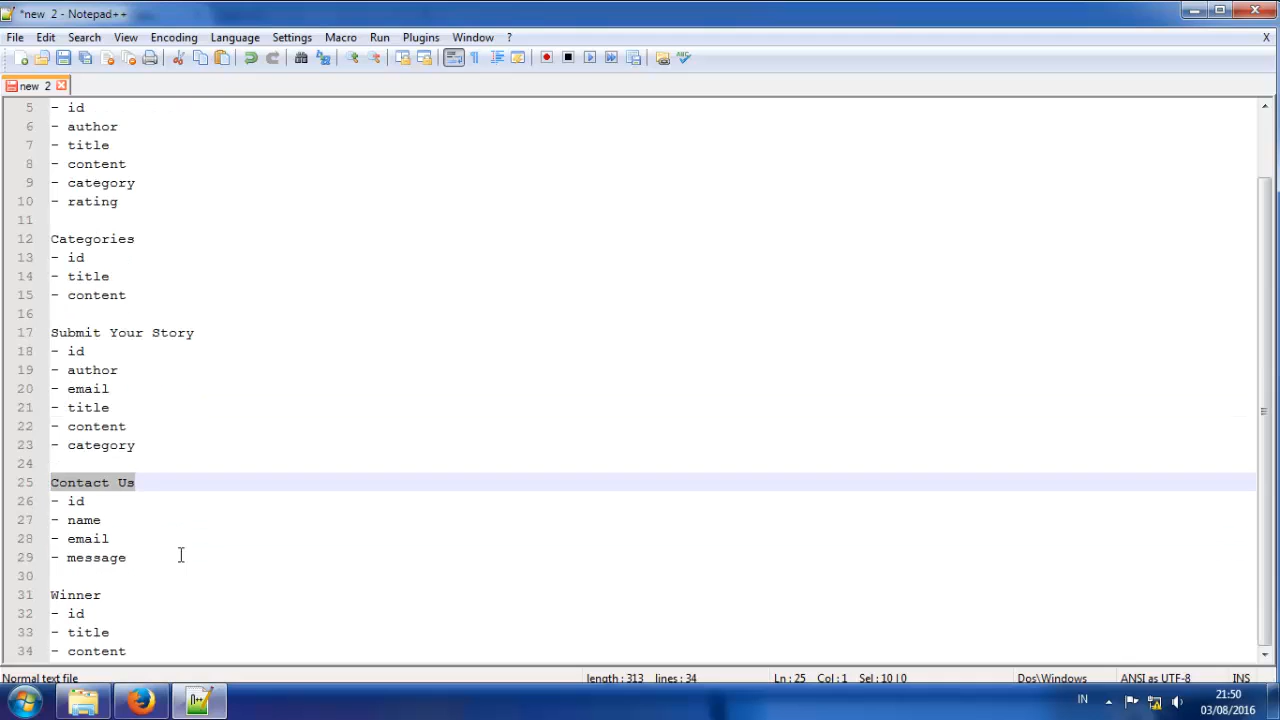 *new 2 - Notepad++
File Edit Search View Encoding Language Settings Macro Run Plugins Window ? X
new 2
5 - id
6 - author
7 - title
8 - content
9 - category
10 - rating
11
12 Categories
13 - id
14 - title
15 - content
16
17 Submit Your Story
18 - id
19 - author
20 - email
21 - title
22 - content
23 - category
24
25 Contact Us
26 - id
27 - name
28 - email
29 - message
30
31 Winner
32 - id
33 - title
34 - content
Normal text file length : 313 lines : 34 Ln : 25 Col : 1 Sel : 10 | 0 Dos\Windows ANSI as UTF-8 INS
IN 21:50
03/08/2016